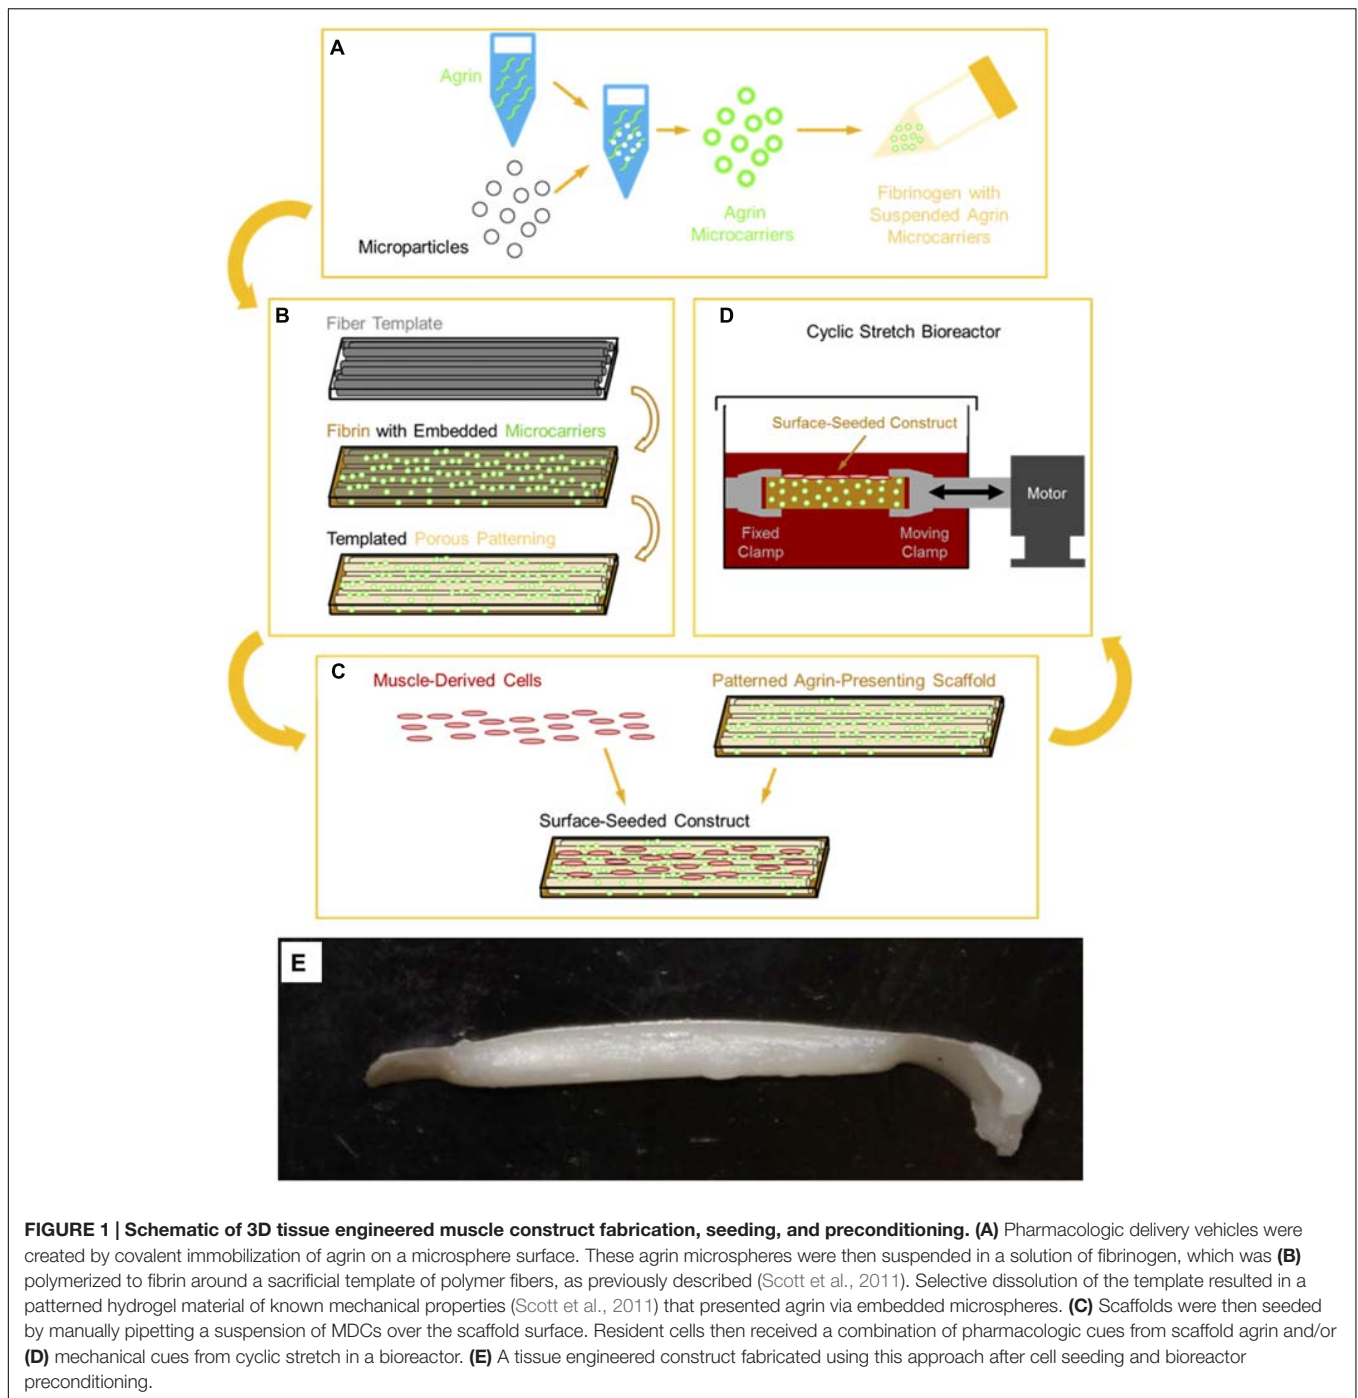 A
Agrin
Microparticles
Agrin
Microcarriers
Fibrinogen with
Suspended Agrin
Microcarriers
B
Fiber Template
Fibrin with Embedded Microcarriers
Templated Porous Patterning
D
Cyclic Stretch Bioreactor
Surface-Seeded Construct
Fixed
Clamp
Moving
Clamp
Motor
C
Muscle-Derived Cells
Patterned Agrin-Presenting Scaffold
Surface-Seeded Construct
E
FIGURE 1 | Schematic of 3D tissue engineered muscle construct fabrication, seeding, and preconditioning. (A) Pharmacologic delivery vehicles were
created by covalent immobilization of agrin on a microsphere surface. These agrin microspheres were then suspended in a solution of fibrinogen, which was (B)
polymerized to fibrin around a sacrificial template of polymer fibers, as previously described (Scott et al., 2011). Selective dissolution of the template resulted in a
patterned hydrogel material of known mechanical properties (Scott et al., 2011) that presented agrin via embedded microspheres. (C) Scaffolds were then seeded
by manually pipetting a suspension of MDCs over the scaffold surface. Resident cells then received a combination of pharmacologic cues from scaffold agrin and/or
(D) mechanical cues from cyclic stretch in a bioreactor. (E) A tissue engineered construct fabricated using this approach after cell seeding and bioreactor
preconditioning.